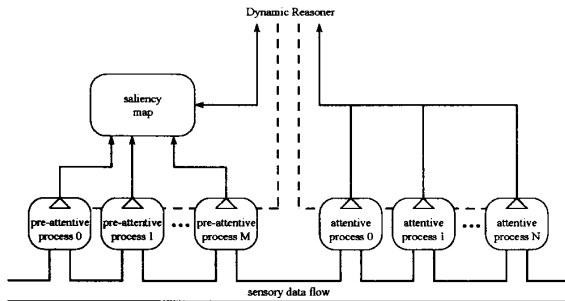 Dynamic Reasoner
saliency
map
pre-attentive
process 0
pre-attentive
process 1
•••
pre-attentive
process M
attentive
process 0
attentive
process i
•••
attentive
process N
sensory data flow